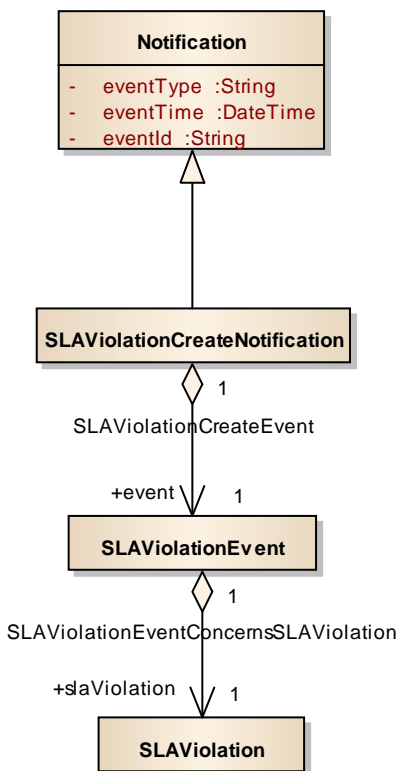 Notification
- eventType :String
- eventTime :DateTime
- eventId :String
SLAViolationCreateNotification
1
SLAViolationCreateEvent
+event 1
SLAViolationEvent
1
SLAViolationEventConcernsSLAViolation
+slaViolation 1
SLAViolation